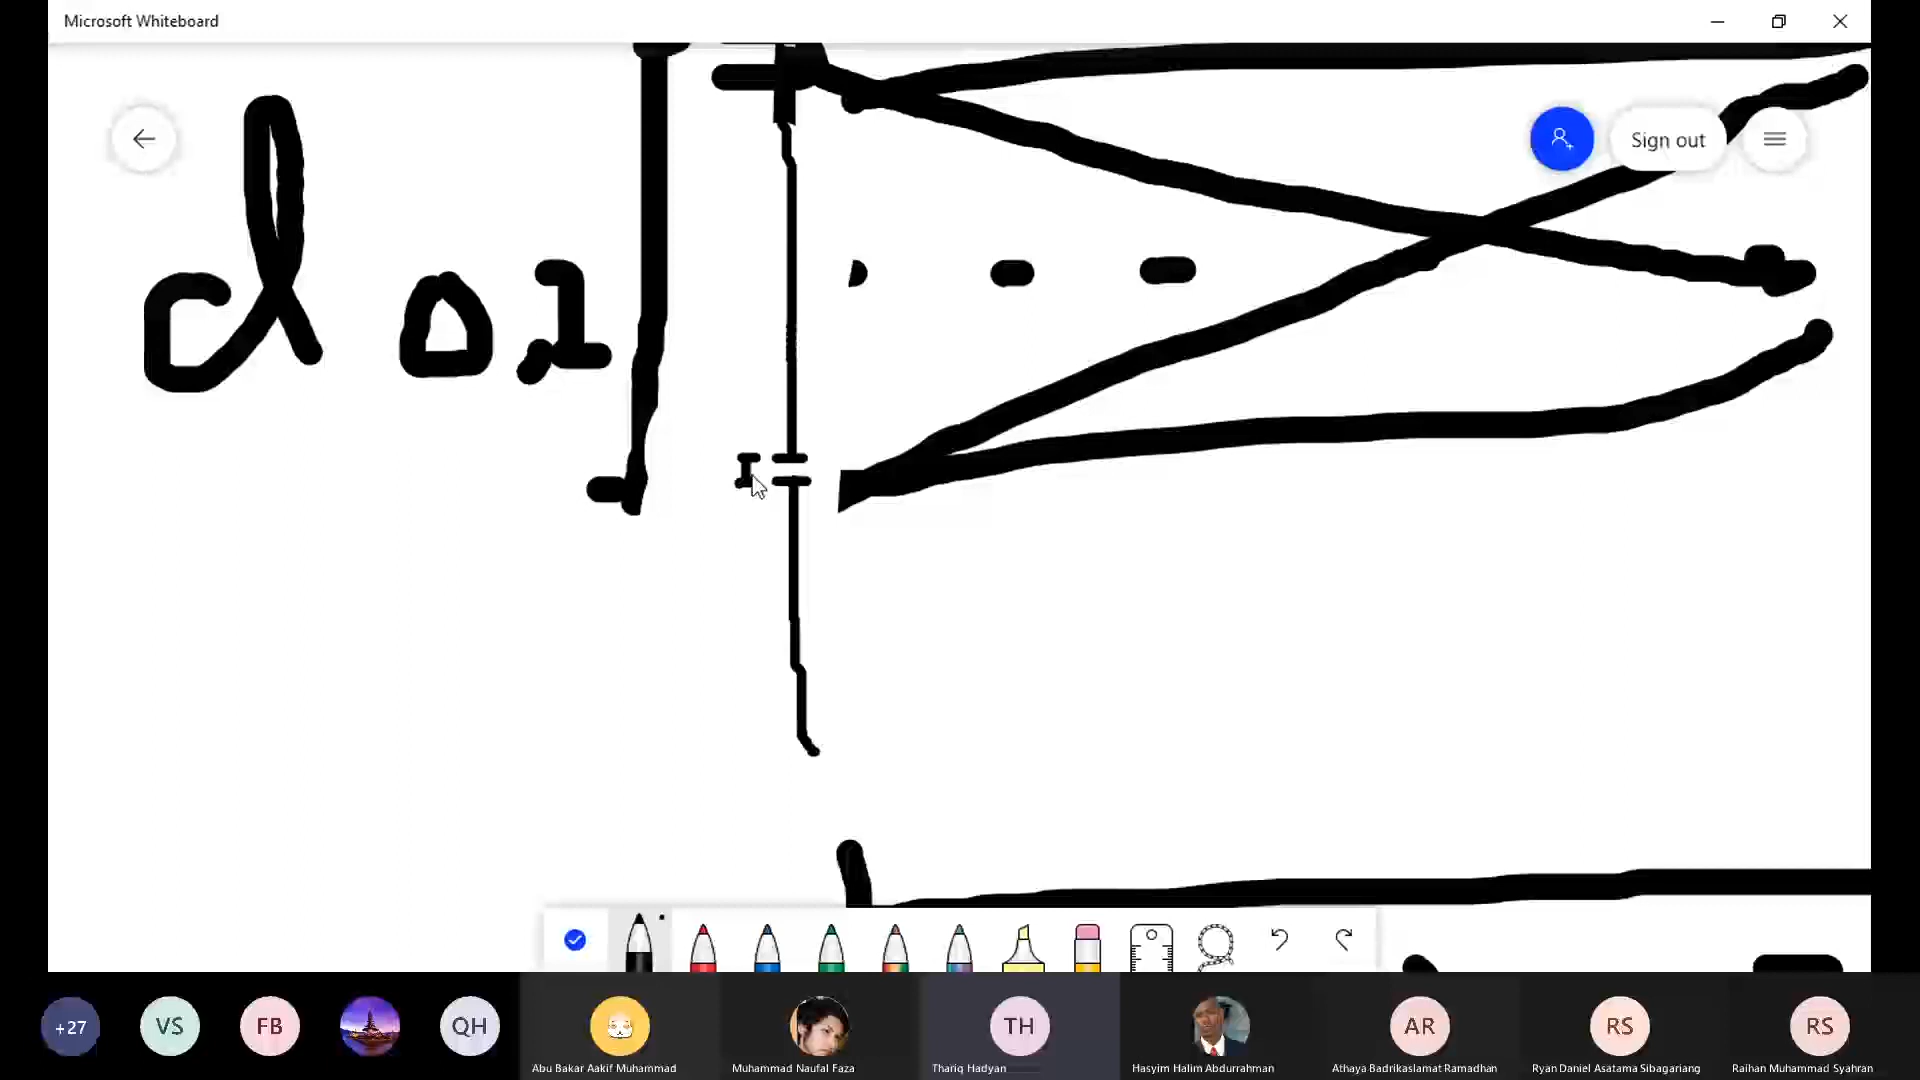 Microsoft Whiteboard
Sign out
d 0,1
I
+27
VS
FB
QH
TH
AR
RS
RS
Abu Bakar Aakif Muhammad
Muhammad Naufal Faza
Thariq Hadyan
Hasyim Halim Abdurrahman
Athaya Badrikaslamat Ramadhan
Ryan Daniel Asatama Sibagariang
Raihan Muhammad Syahran